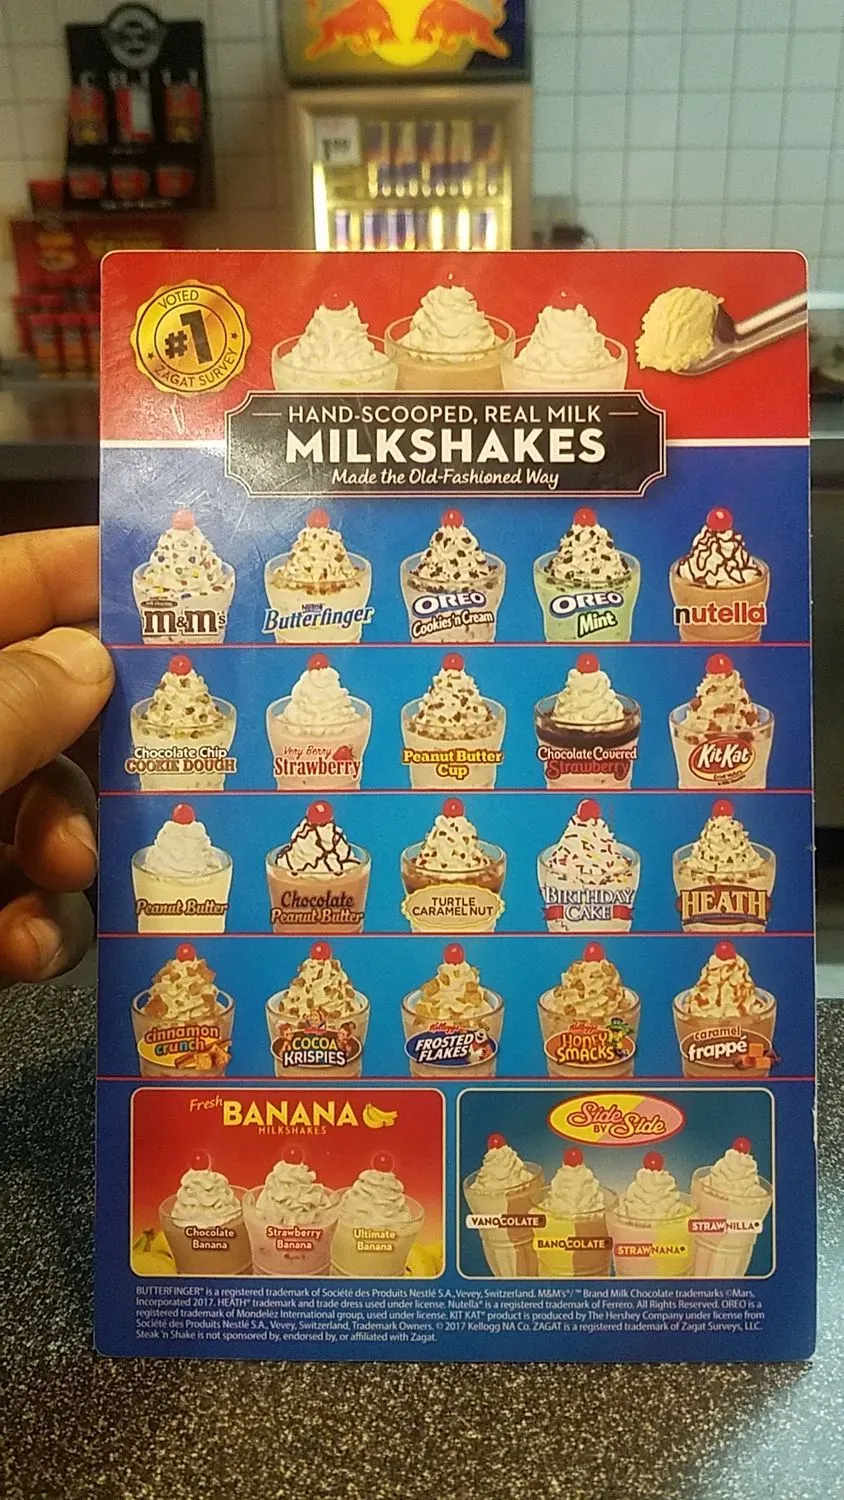 CHILI
VOTED
#1
ZAGAT SURVEY
HAND-SCOOPED, REAL MILK
MILKSHAKES
Made the Old-Fashioned Way
m&m's
Nestlé
Butterfinger
OREO
Cookies 'n Cream
OREO
Mint
nutella
Chocolate Chip
COOKIE DOUGH
Very Berry
Strawberry
Peanut Butter
Cup
Chocolate Covered
Strawberry
KitKat
Peanut Butter
Chocolate
Peanut Butter
TURTLE
CARAMEL NUT
BIRTHDAY
CAKE
HEATH
cinnamon
crunch
COCOA
KRISPIES
Kellogg's
FROSTED
FLAKES
Kellogg's
HONEY
SMACKS
caramel
frappé
Fresh BANANA
MILKSHAKES
Chocolate
Banana
Strawberry
Banana
Ultimate
Banana
Side
BY Side
VANOCOLATE
BANOCOLATE
STRAWNANA®
STRAWNILLA®
BUTTERFINGER® is a registered trademark of Société des Produits Nestlé S.A., Vevey, Switzerland. M&M's®/™ Brand Milk Chocolate trademarks ©Mars,
Incorporated 2017. HEATH® trademark and trade dress used under license. Nutella® is a registered trademark of Ferrero. All Rights Reserved. OREO is a
registered trademark of Mondelez International group, used under license. KIT KAT® product is produced by The Hershey Company under license from
Société des Produits Nestlé S.A., Vevey, Switzerland, Trademark Owners. © 2017 Kellogg NA Co. ZAGAT is a registered trademark of Zagat Surveys, LLC.
Steak 'n Shake is not sponsored by, endorsed by, or affiliated with Zagat.